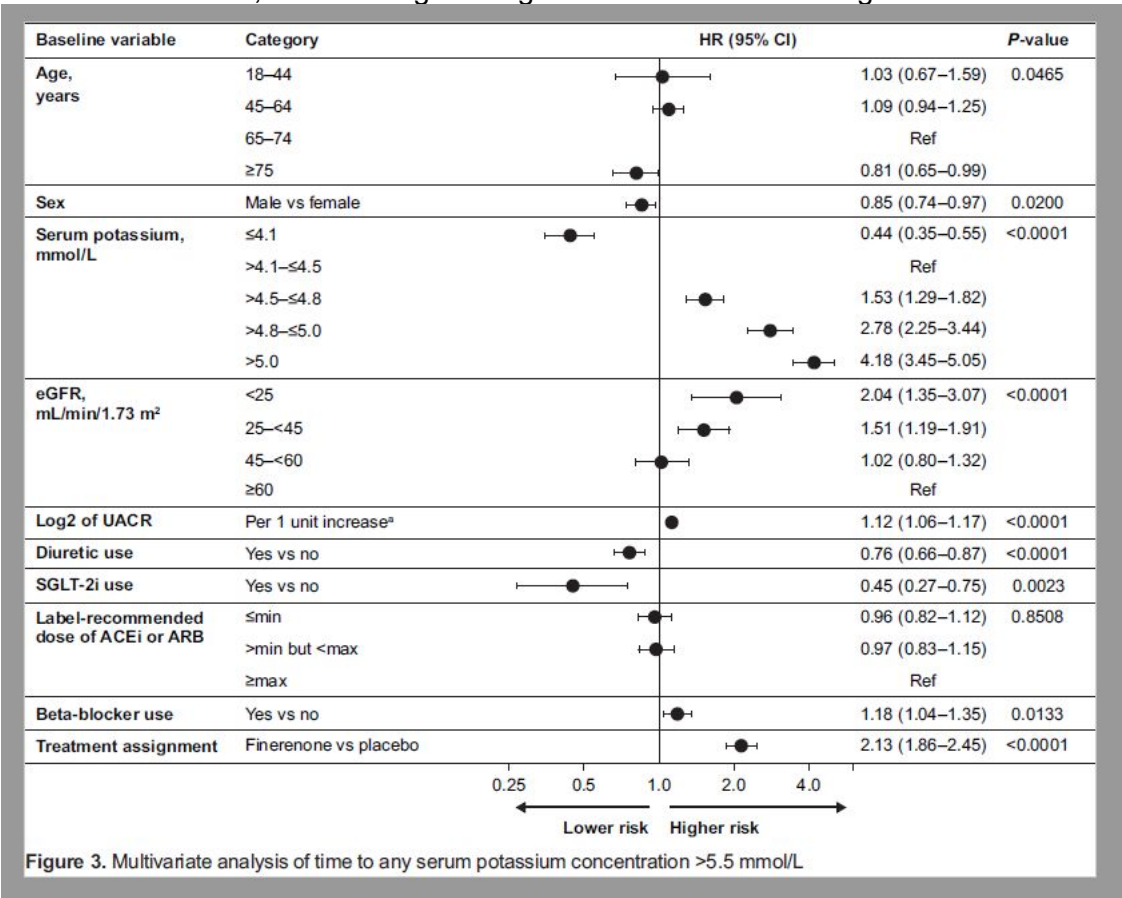 Baseline variable Category HR (95% CI) P-value
Age, years 18–44 1.03 (0.67–1.59) 0.0465
45–64 1.09 (0.94–1.25)
65–74 Ref
≥75 0.81 (0.65–0.99)
Sex Male vs female 0.85 (0.74–0.97) 0.0200
Serum potassium, mmol/L ≤4.1 0.44 (0.35–0.55) <0.0001
>4.1–≤4.5 Ref
>4.5–≤4.8 1.53 (1.29–1.82)
>4.8–≤5.0 2.78 (2.25–3.44)
>5.0 4.18 (3.45–5.05)
eGFR, mL/min/1.73 m² <25 2.04 (1.35–3.07) <0.0001
25–<45 1.51 (1.19–1.91)
45–<60 1.02 (0.80–1.32)
≥60 Ref
Log2 of UACR Per 1 unit increaseᵃ 1.12 (1.06–1.17) <0.0001
Diuretic use Yes vs no 0.76 (0.66–0.87) <0.0001
SGLT-2i use Yes vs no 0.45 (0.27–0.75) 0.0023
Label-recommended dose of ACEi or ARB ≤min 0.96 (0.82–1.12) 0.8508
>min but <max 0.97 (0.83–1.15)
≥max Ref
Beta-blocker use Yes vs no 1.18 (1.04–1.35) 0.0133
Treatment assignment Finerenone vs placebo 2.13 (1.86–2.45) <0.0001
0.25 0.5 1.0 2.0 4.0
Lower risk Higher risk
Figure 3. Multivariate analysis of time to any serum potassium concentration >5.5 mmol/L